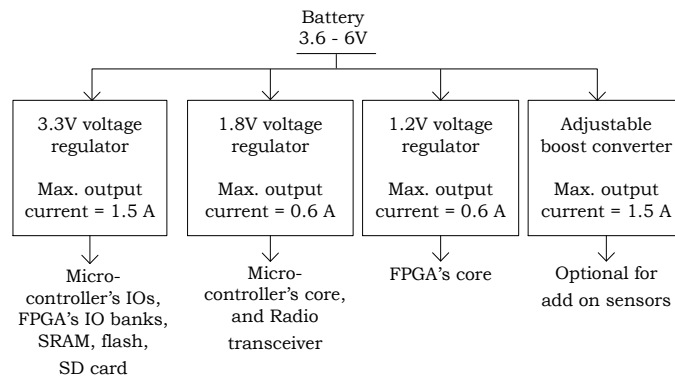 Battery
3.6 - 6V
3.3V voltage
regulator
Max. output
current = 1.5 A
1.8V voltage
regulator
Max. output
current = 0.6 A
1.2V voltage
regulator
Max. output
current = 0.6 A
Adjustable
boost converter
Max. output
current = 1.5 A
Micro-
controller's IOs,
FPGA's IO banks,
SRAM, flash,
SD card
Micro-
controller's core,
and Radio
transceiver
FPGA's core
Optional for
add on sensors